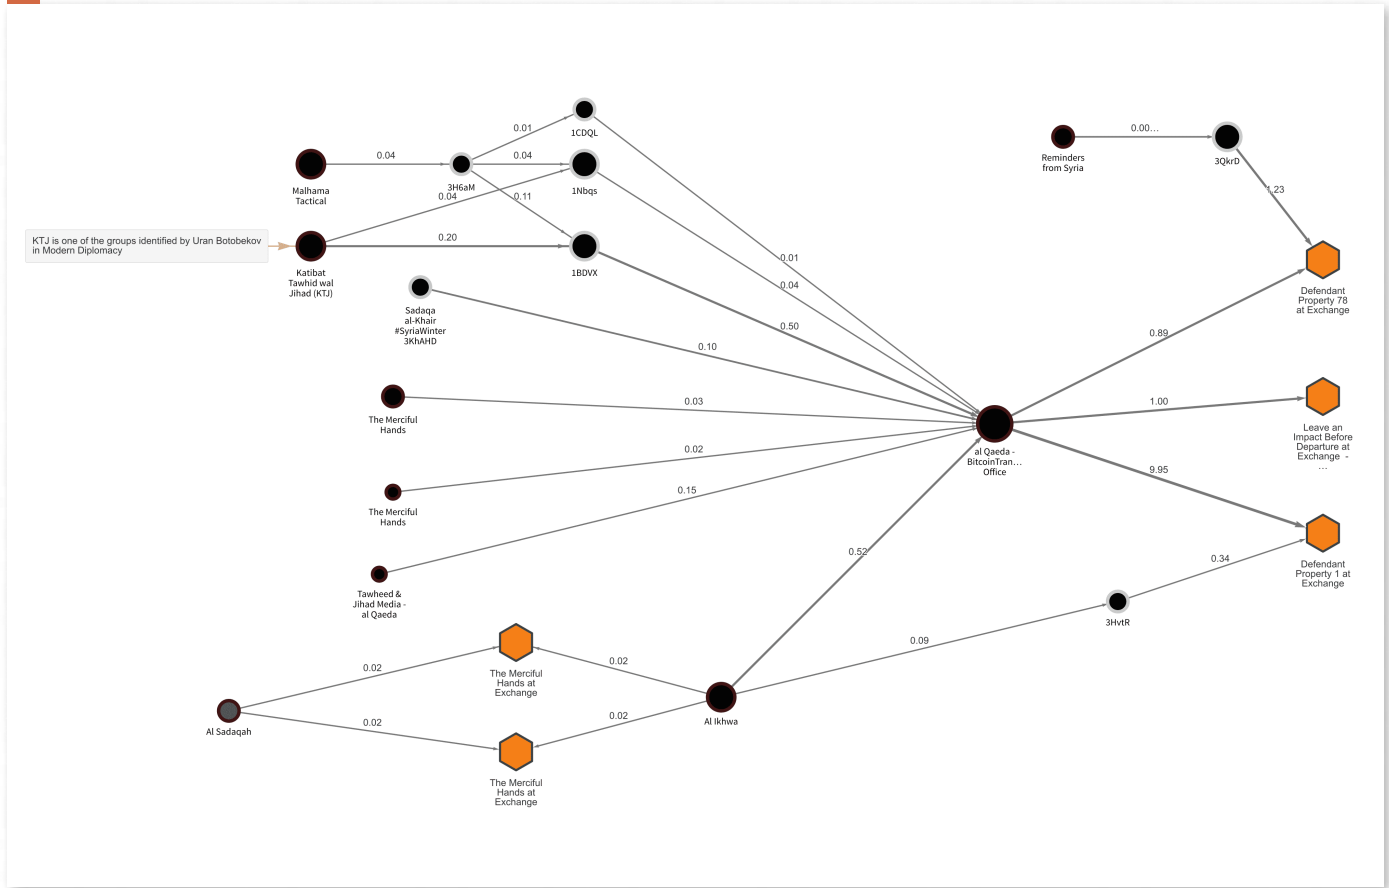 0.01
1CDQL
0.00…
Reminders
from Syria
3QkrD
0.04
0.04
3H6aM
1Nbqs
Malhama
Tactical
0.04
0.11
1.23
KTJ is one of the groups identified by Uran Botobekov
in Modern Diplomacy
0.20
Katibat
Tawhid wal
Jihad (KTJ)
1BDVX
0.01
0.04
Defendant
Property 78
at Exchange
Sadaqa
al-Khair
#SyriaWinter
3KhAHD
0.50
0.10
0.89
0.03
1.00
The Merciful
Hands
Leave an
Impact Before
Departure at
Exchange -
…
0.02
al Qaeda -
BitcoinTran…
Office
9.95
0.15
The Merciful
Hands
0.52
0.34
Defendant
Property 1 at
Exchange
Tawheed &
Jihad Media -
al Qaeda
3HvtR
0.09
0.02
0.02
The Merciful
Hands at
Exchange
Al Sadaqah
0.02
0.02
Al Ikhwa
The Merciful
Hands at
Exchange